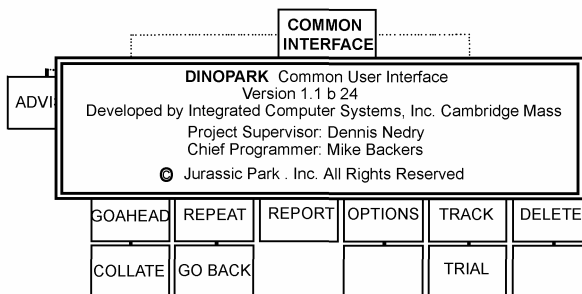 COMMON
INTERFACE
DINOPARK Common User Interface
Version 1.1 b 24
Developed by Integrated Computer Systems, Inc. Cambridge Mass
Project Supervisor: Dennis Nedry
Chief Programmer: Mike Backers
© Jurassic Park . Inc. All Rights Reserved
GOAHEAD REPEAT REPORT OPTIONS TRACK DELETE
COLLATE GO BACK TRIAL